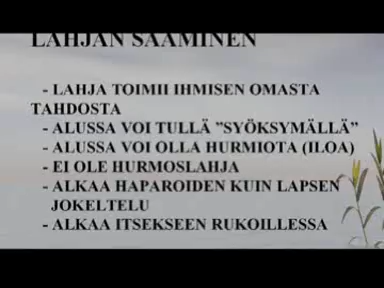 LAHJAN SAAMINEN
- LAHJA TOIMII IHMISEN OMASTA
TAHDOSTA
- ALUSSA VOI TULLÄ "SYÖKSYMÄLLÄ"
- ALUSSA VOI OLLA HURMIOTA (ILOA)
- EI OLE HURMOSLAHJA
- ALKAA HAPAROIDEN KUIN LAPSEN
JOKELTELU
- ALKAA ITSEKSEEN RUKOILLESSA